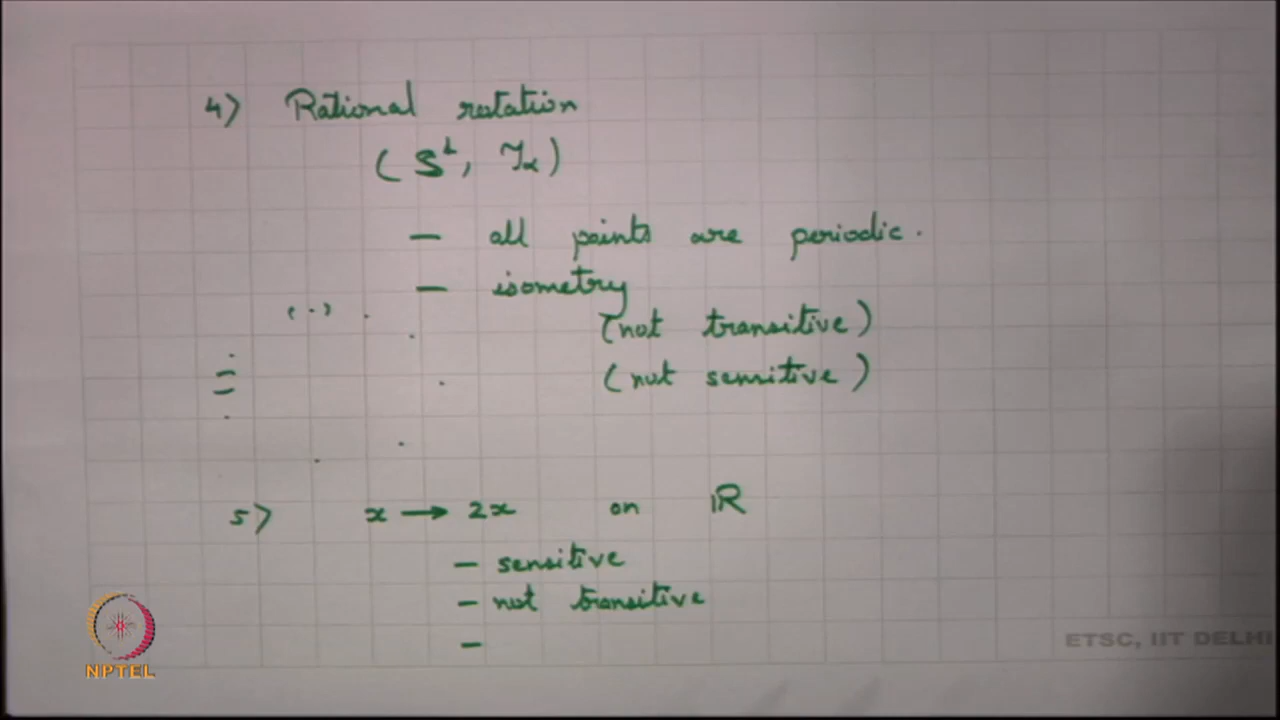 4) Rational rotation
(S¹, T_α)
— all points are periodic.
— isometry
(not transitive)
(not sensitive)
5) x → 2x on ℝ
— sensitive
— not transitive
—
NPTEL
ETSC, IIT DELHI